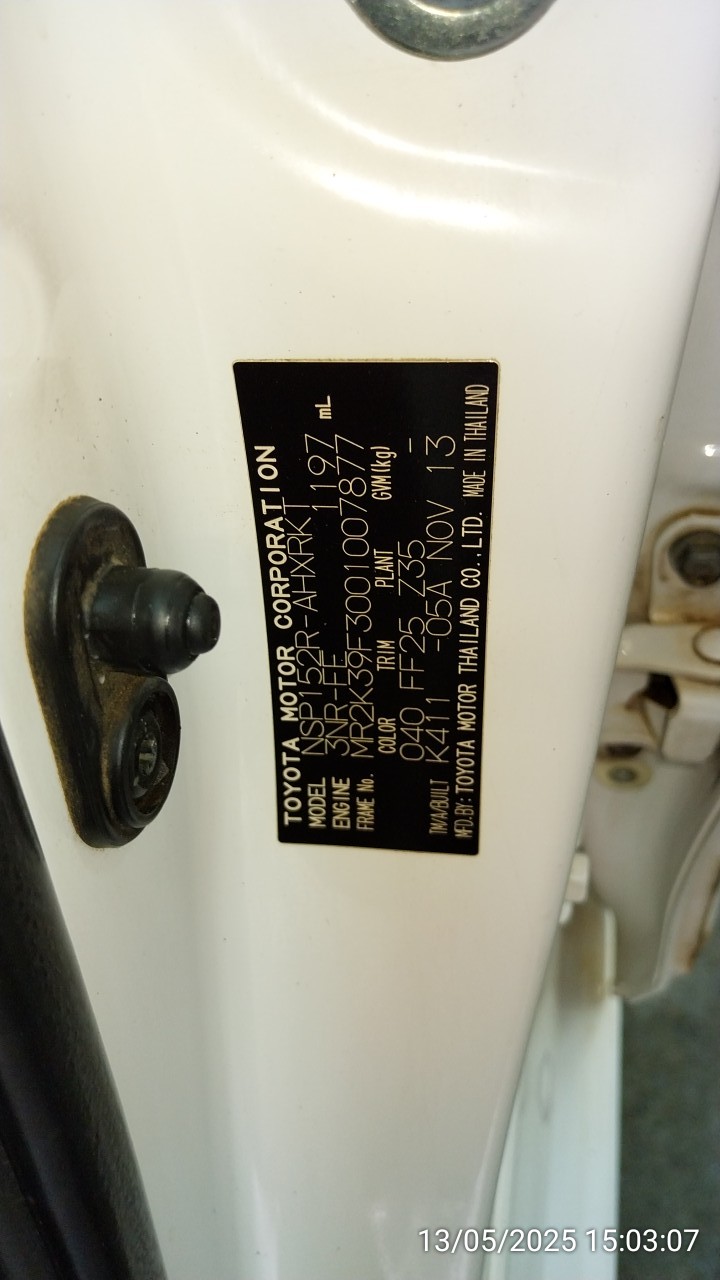 TOYOTA MOTOR CORPORATION
MODEL NSP152R-AHXRKT
ENGINE 3NR-FE 1197 mL
FRAME No. MR2K39F3001007877
COLOR TRIM PLANT GVM(kg)
040 FF25 Z35 –
TM/A/BUILT K411 -05A NOV 13
MFD.BY: TOYOTA MOTOR THAILAND CO.,LTD. MADE IN THAILAND
13/05/2025 15:03:07